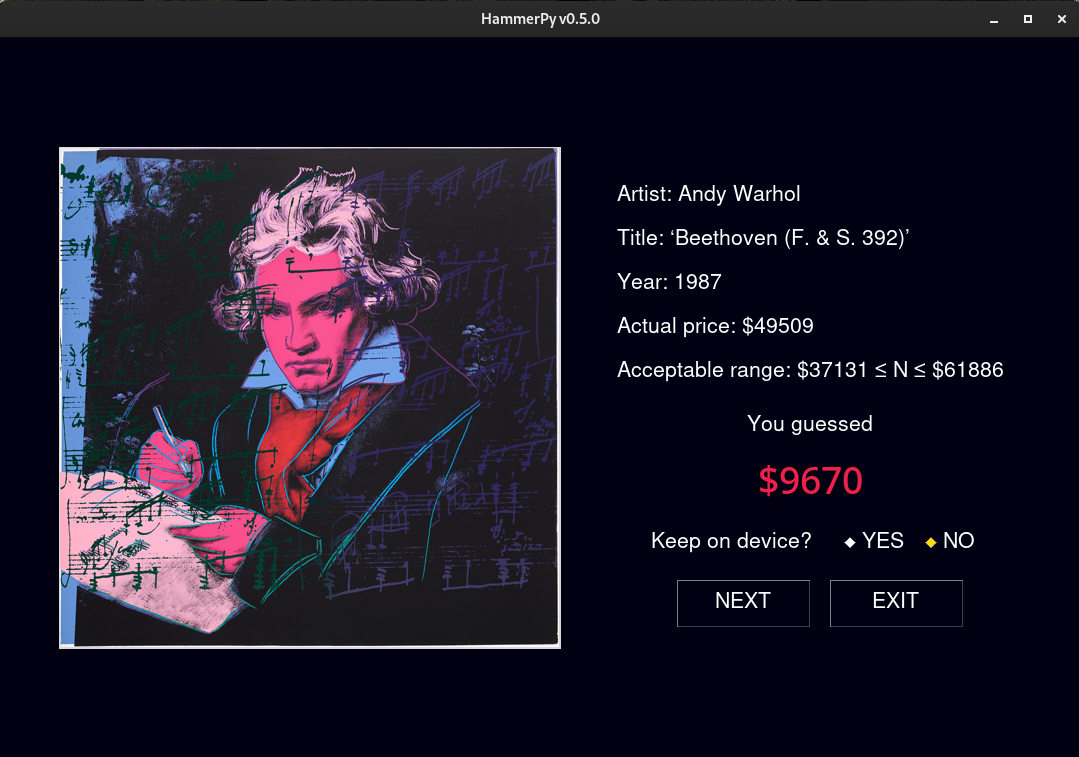 HammerPy v0.5.0
Artist: Andy Warhol
Title: ‘Beethoven (F. & S. 392)’
Year: 1987
Actual price: $49509
Acceptable range: $37131 ≤ N ≤ $61886
You guessed
$9670
Keep on device? ◆ YES ◆ NO
NEXT EXIT